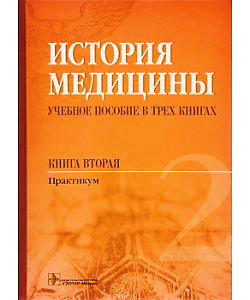 ИСТОРИЯ
МЕДИЦИНЫ
УЧЕБНОЕ ПОСОБИЕ В ТРЕХ КНИГАХ
КНИГА ВТОРАЯ
Практикум
2